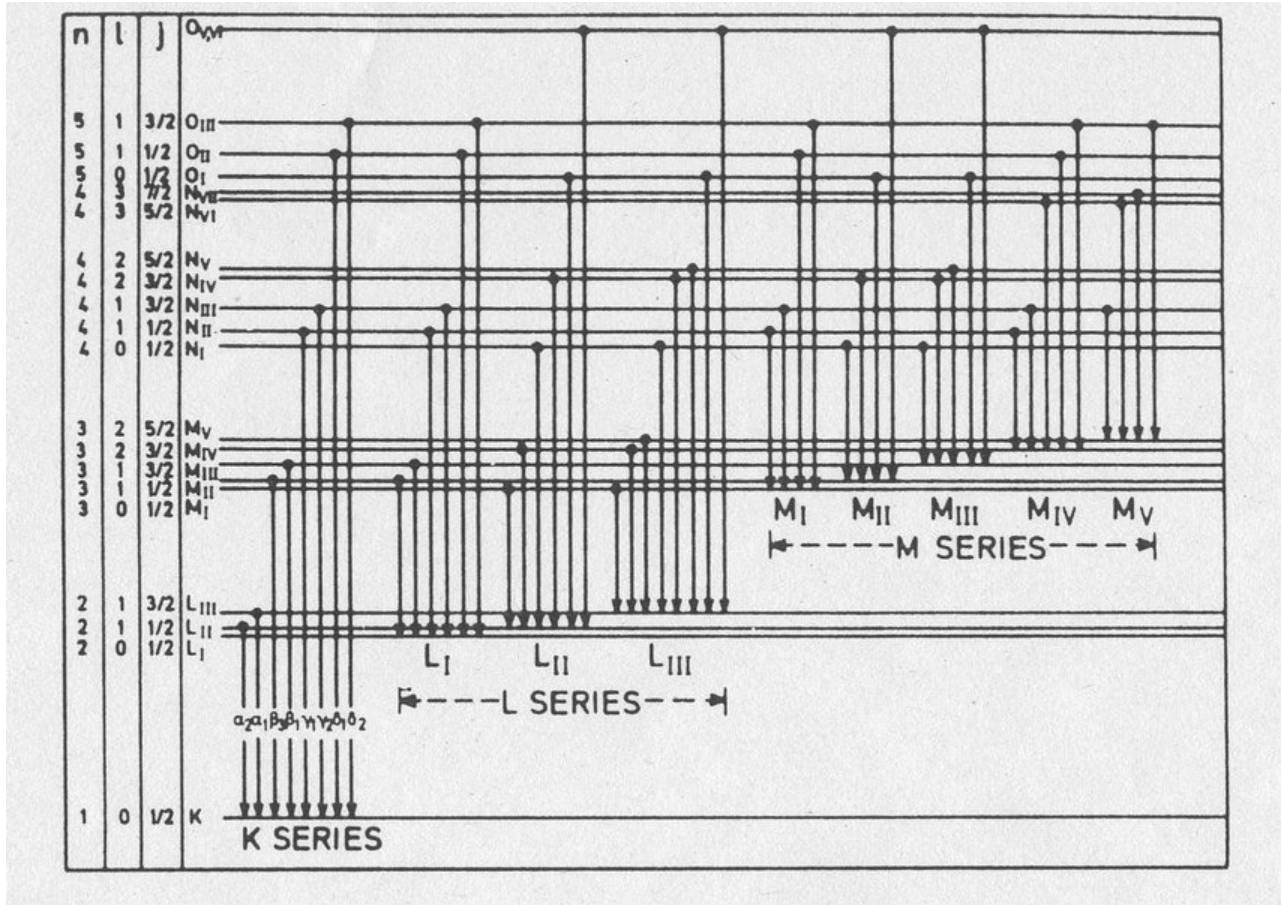 n l j O_V,VI
5 1 3/2 O_III
5 1 1/2 O_II
5 0 1/2 O_I
4 3 7/2 N_VII
4 3 5/2 N_VI
4 2 5/2 N_V
4 2 3/2 N_IV
4 1 3/2 N_III
4 1 1/2 N_II
4 0 1/2 N_I
3 2 5/2 M_V
3 2 3/2 M_IV
3 1 3/2 M_III
3 1 1/2 M_II
3 0 1/2 M_I
M_I M_II M_III M_IV M_V
M SERIES
2 1 3/2 L_III
2 1 1/2 L_II
2 0 1/2 L_I
L_I L_II L_III
L SERIES
α2 α1 β3 β1 γ1 γ2 δ1 δ2
1 0 1/2 K
K SERIES